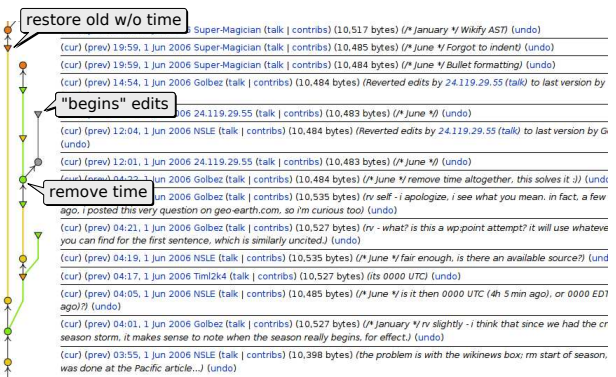 restore old w/o time
Super-Magician (talk | contribs) (10,517 bytes) (/* January */ Wikify AST) (undo)
(cur) (prev) 19:59, 1 Jun 2006 Super-Magician (talk | contribs) (10,485 bytes) (/* June */ Forgot to indent) (undo)
(cur) (prev) 19:59, 1 Jun 2006 Super-Magician (talk | contribs) (10,484 bytes) (/* June */ Bullet formatting) (undo)
(cur) (prev) 14:54, 1 Jun 2006 Golbez (talk | contribs) (10,484 bytes) (Reverted edits by 24.119.29.55 (talk) to last version by
"begins" edits
2006 24.119.29.55 (talk | contribs) (10,483 bytes) (/* June */) (undo)
(cur) (prev) 12:04, 1 Jun 2006 NSLE (talk | contribs) (10,484 bytes) (Reverted edits by 24.119.29.55 (talk) to last version by
(undo)
(cur) (prev) 12:01, 1 Jun 2006 24.119.29.55 (talk | contribs) (10,483 bytes) (/* June */) (undo)
(cur) (prev) 04:22, 1 Jun 2006 Golbez (talk | contribs) (10,484 bytes) (/* June */ remove time altogether, this solves it :)) (undo)
remove time
2006 Golbez (talk | contribs) (10,535 bytes) (rv self - i apologize, i see what you mean. in fact, a few
ago, i posted this very question on geo-earth.com, so i'm curious too) (undo)
(cur) (prev) 04:21, 1 Jun 2006 Golbez (talk | contribs) (10,527 bytes) (rv - what? is this a wp:point attempt? it will use whateve
you can find for the first sentence, which is similarly uncited.) (undo)
(cur) (prev) 04:19, 1 Jun 2006 NSLE (talk | contribs) (10,535 bytes) (/* June */ fair enough, is there an available source?) (undo)
(cur) (prev) 04:17, 1 Jun 2006 Timl2k4 (talk | contribs) (10,527 bytes) (its 0000 UTC) (undo)
(cur) (prev) 04:05, 1 Jun 2006 NSLE (talk | contribs) (10,485 bytes) (/* June */ is it then 0000 UTC (4h 5 min ago), or 0000 EDT
ago)?) (undo)
(cur) (prev) 04:01, 1 Jun 2006 Golbez (talk | contribs) (10,527 bytes) (/* January */ rv slightly - i think that since we had the cr
season storm, it makes sense to note when the season really begins, for effect.) (undo)
(cur) (prev) 03:55, 1 Jun 2006 NSLE (talk | contribs) (10,398 bytes) (the problem is with the wikinews box; rm start of season,
was done at the Pacific article...) (undo)